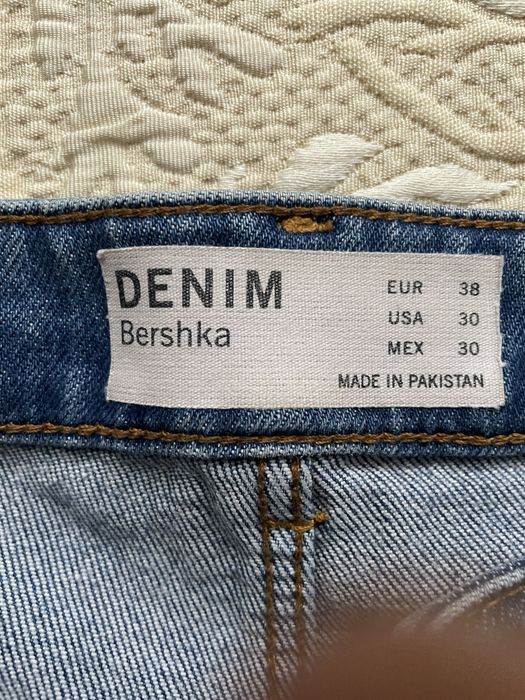 DENIM
Bershka
EUR 38
USA 30
MEX 30
MADE IN PAKISTAN